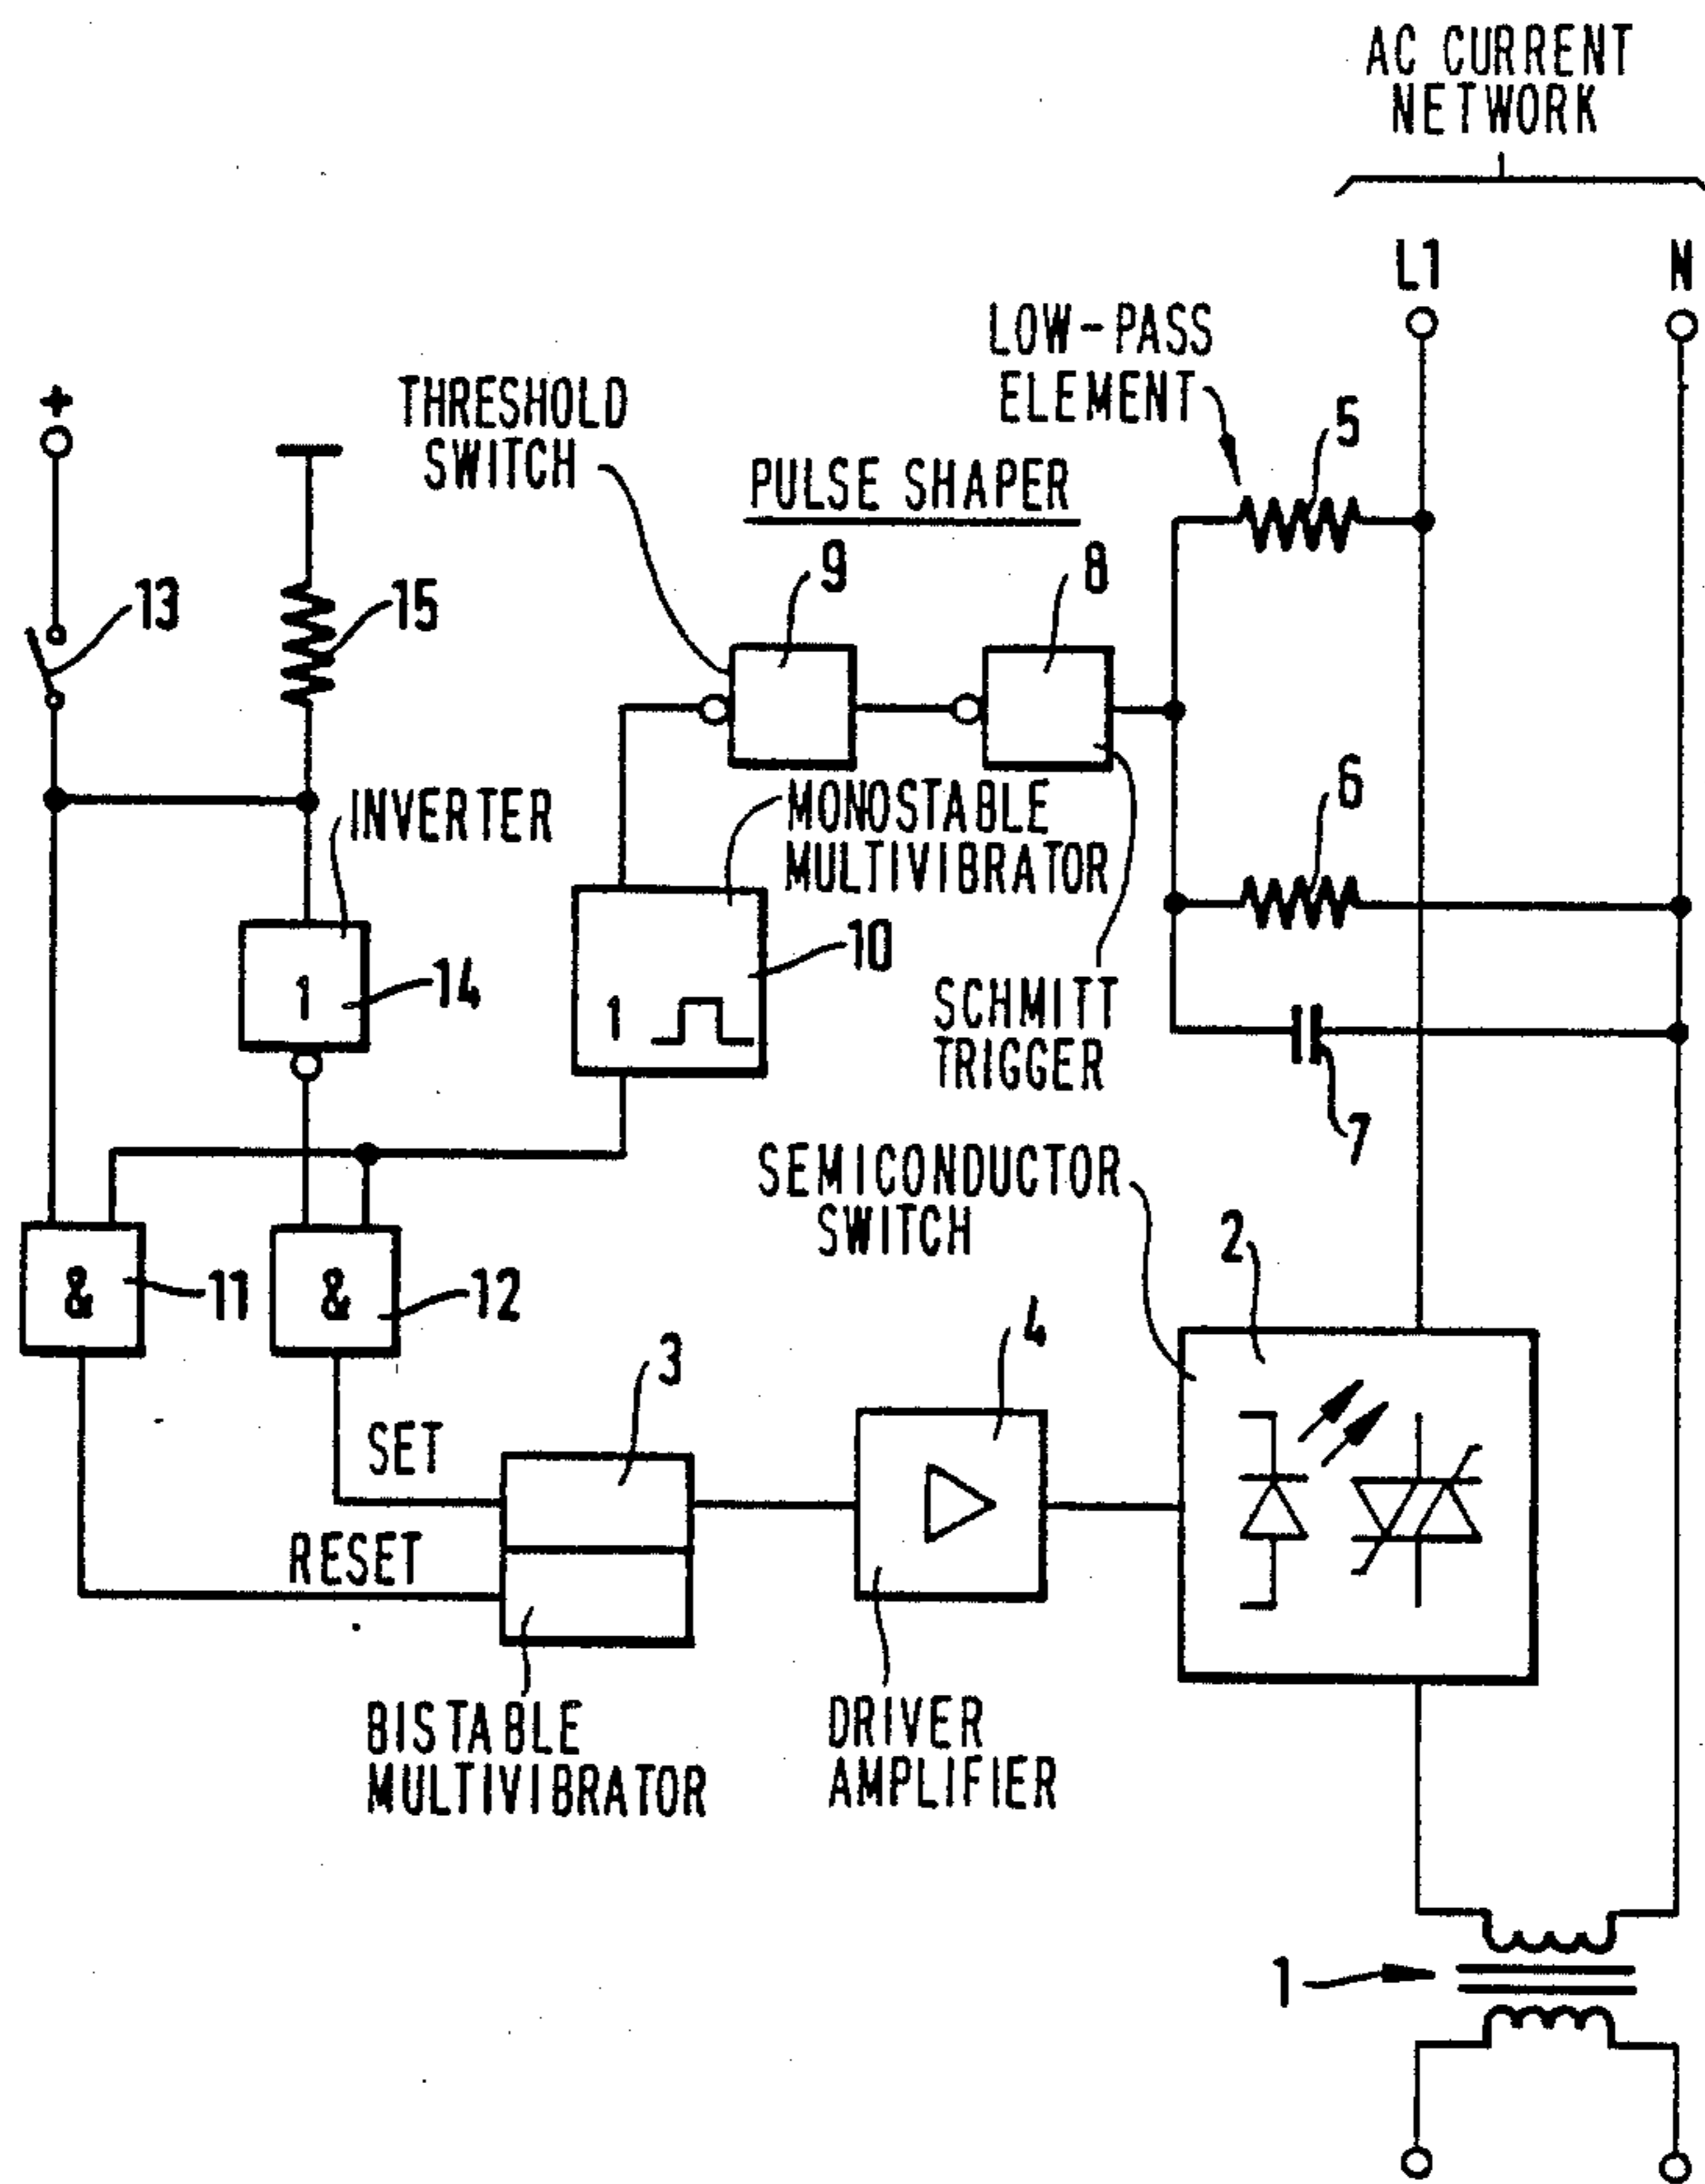 AC CURRENT
NETWORK
L1
N
LOW-PASS
ELEMENT
5
+
THRESHOLD
SWITCH
PULSE SHAPER
9
8
13
15
6
INVERTER
MONOSTABLE
MULTIVIBRATOR
1
14
1
10
SCHMITT
TRIGGER
7
SEMICONDUCTOR
SWITCH
2
&
11
&
12
4
3
SET
RESET
BISTABLE
MULTIVIBRATOR
DRIVER
AMPLIFIER
1